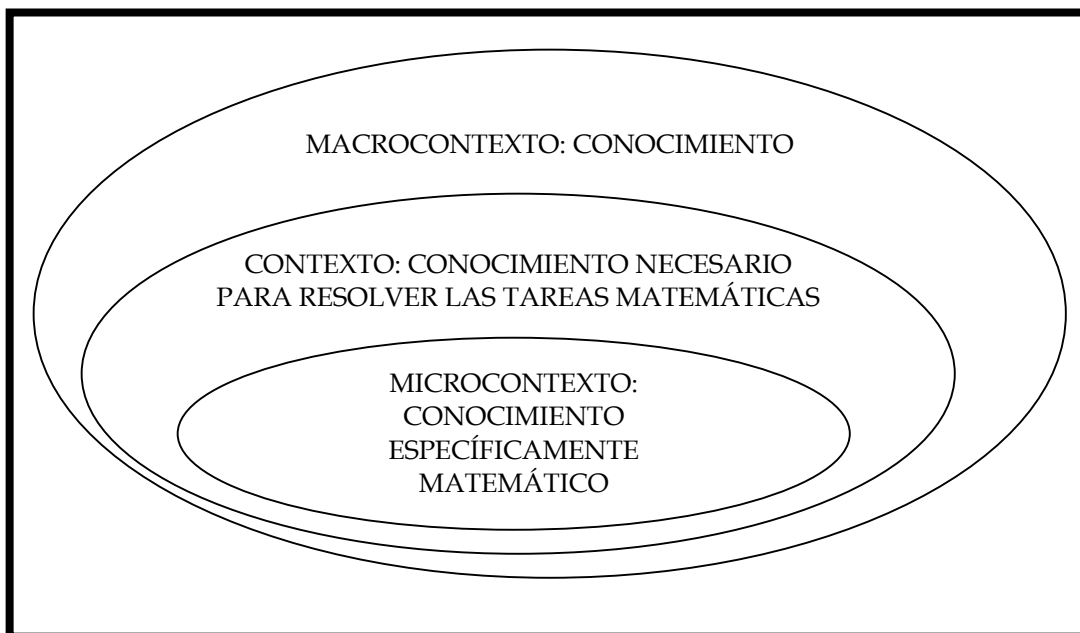 MACROCONTEXTO: CONOCIMIENTO
CONTEXTO: CONOCIMIENTO NECESARIO
PARA RESOLVER LAS TAREAS MATEMÁTICAS
MICROCONTEXTO:
CONOCIMIENTO
ESPECÍFICAMENTE
MATEMÁTICO